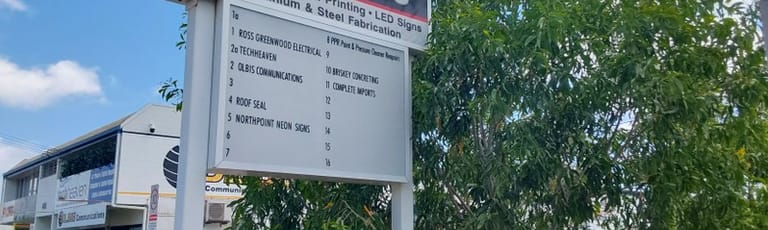 Printing • LED Signs
& Steel Fabrication
1a
1 ROSS GREENWOOD ELECTRICAL
2a TECHHEAVEN
2 OLBIS COMMUNICATIONS
3
4 ROOF SEAL
5 NORTHPOINT NEON SIGNS
6
7
8 PPR Paint & Pressure Cleaner Repairs
9
10 BRISKEY CONCRETING
11 COMPLETE IMPORTS
12
13
14
15
16
Communications